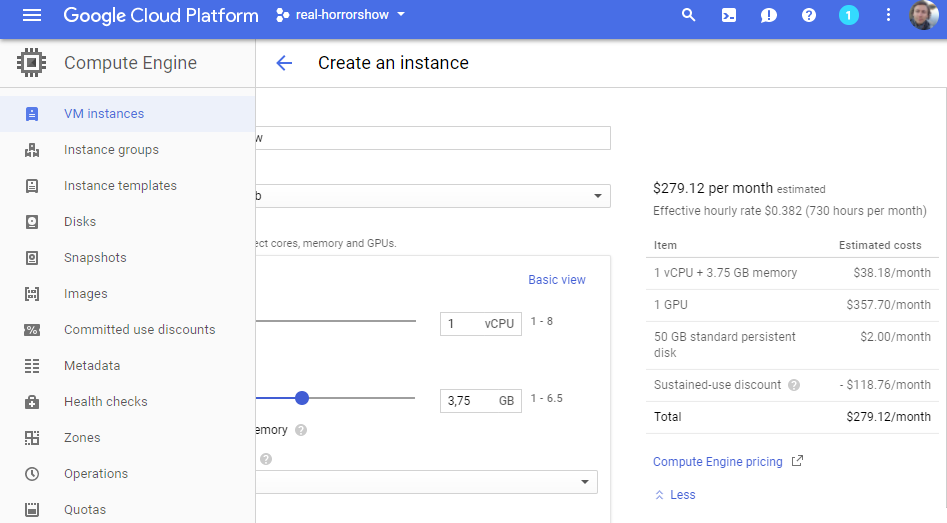 Google Cloud Platform real-horrorshow 1
Compute Engine
Create an instance
VM instances
Instance groups
Instance templates
Disks
Snapshots
Images
Committed use discounts
Metadata
Health checks
Zones
Operations
Quotas
w
b
ect cores, memory and GPUs.
Basic view
1 vCPU 1 - 8
3,75 GB 1 - 6.5
emory
$279.12 per month estimated
Effective hourly rate $0.382 (730 hours per month)
Item Estimated costs
1 vCPU + 3.75 GB memory $38.18/month
1 GPU $357.70/month
50 GB standard persistent $2.00/month
disk
Sustained-use discount - $118.76/month
Total $279.12/month
Compute Engine pricing
Less